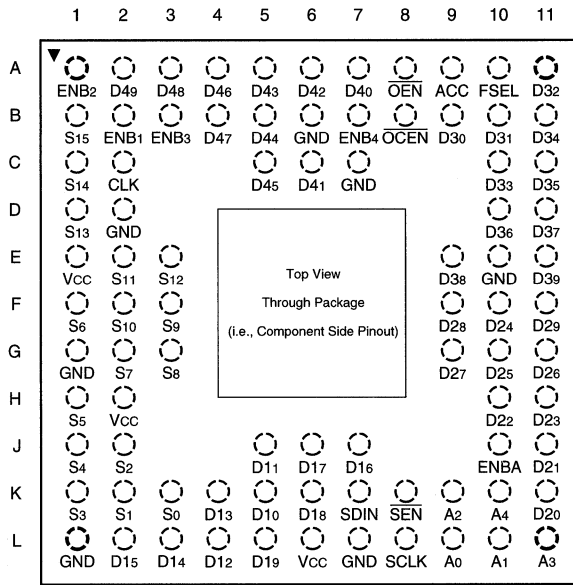 1 2 3 4 5 6 7 8 9 10 11
A
ENB2 D49 D48 D46 D43 D42 D40 OEN ACC FSEL D32
B
S15 ENB1 ENB3 D47 D44 GND ENB4 OCEN D30 D31 D34
C
S14 CLK D45 D41 GND D33 D35
D
S13 GND D36 D37
Top View
E
VCC S11 S12 D38 GND D39
Through Package
F
S6 S10 S9 D28 D24 D29
(i.e., Component Side Pinout)
G
GND S7 S8 D27 D25 D26
H
S5 VCC D22 D23
J
S4 S2 D11 D17 D16 ENBA D21
K
S3 S1 S0 D13 D10 D18 SDIN SEN A2 A4 D20
L
GND D15 D14 D12 D19 VCC GND SCLK A0 A1 A3